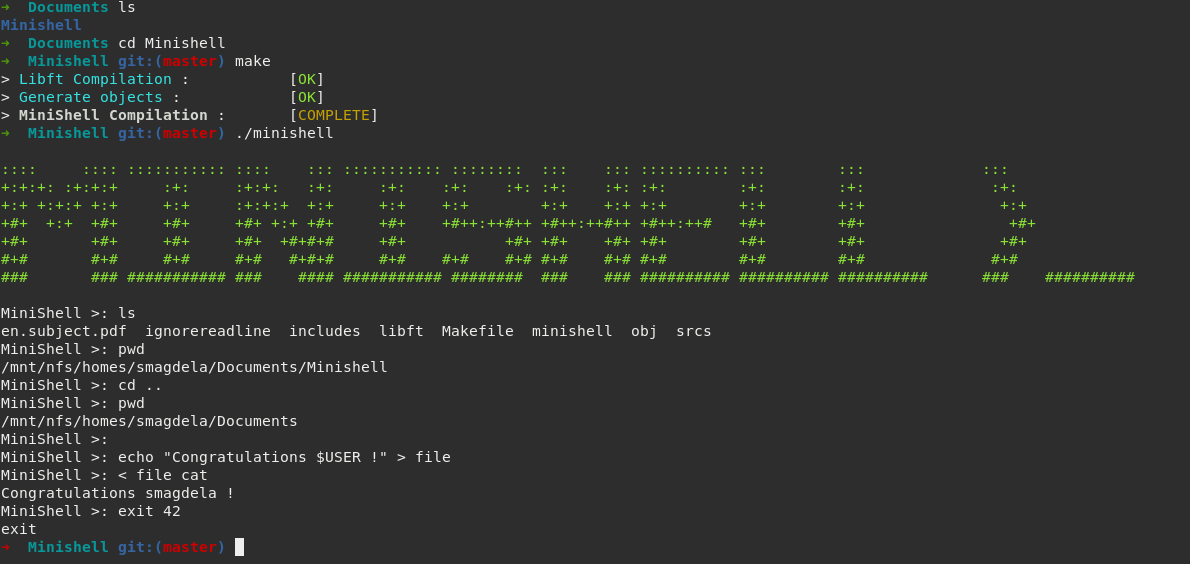 ➜  Documents ls
Minishell
➜  Documents cd Minishell
➜  Minishell git:(master) make
> Libft Compilation :           [OK]
> Generate objects :            [OK]
> MiniShell Compilation :       [COMPLETE]
➜  Minishell git:(master) ./minishell

::::     :::: ::::::::::: ::::    ::: ::::::::::: ::::::::  :::    ::: :::::::::: :::        :::             :::
+:+:+: :+:+:+     :+:     :+:+:   :+:     :+:    :+:    :+: :+:    :+: :+:        :+:        :+:              :+:
+:+ +:+:+ +:+     +:+     :+:+:+  +:+     +:+    +:+        +:+    +:+ +:+        +:+        +:+               +:+
+#+  +:+  +#+     +#+     +#+ +:+ +#+     +#+    +#++:++#++ +#++:++#++ +#++:++#   +#+        +#+                +#+
+#+       +#+     +#+     +#+  +#+#+#     +#+           +#+ +#+    +#+ +#+        +#+        +#+               +#+
#+#       #+#     #+#     #+#   #+#+#     #+#    #+#    #+# #+#    #+# #+#        #+#        #+#              #+#
###       ### ########### ###    #### ########### ########  ###    ### ########## ########## ##########      ###    ##########

MiniShell >: ls
en.subject.pdf  ignorereadline  includes  libft  Makefile  minishell  obj  srcs
MiniShell >: pwd
/mnt/nfs/homes/smagdela/Documents/Minishell
MiniShell >: cd ..
MiniShell >: pwd
/mnt/nfs/homes/smagdela/Documents
MiniShell >:
MiniShell >: echo "Congratulations $USER !" > file
MiniShell >: < file cat
Congratulations smagdela !
MiniShell >: exit 42
exit
➜  Minishell git:(master)